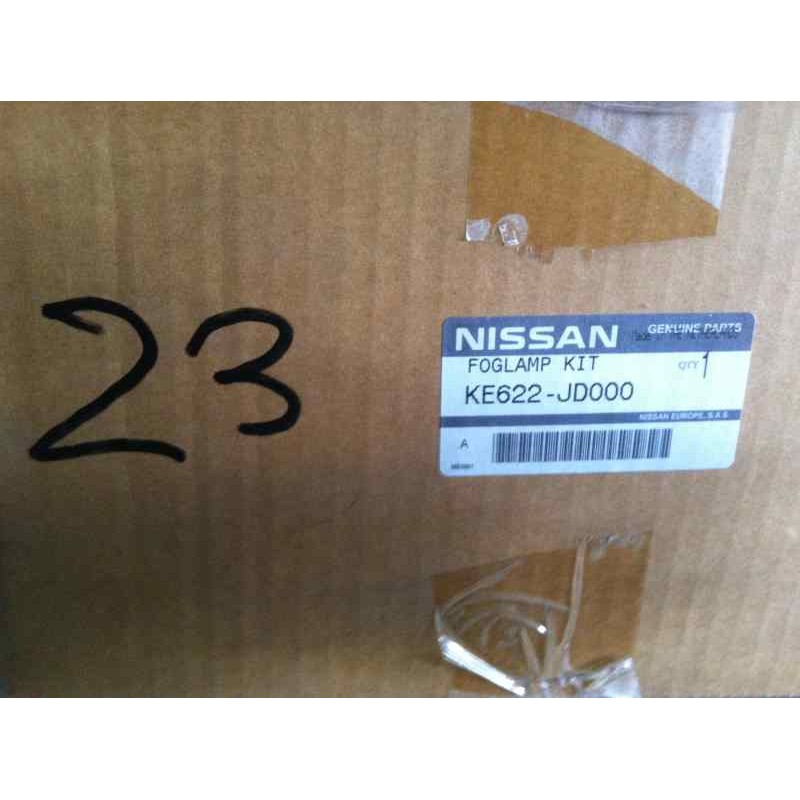 23
NISSAN GENUINE PARTS
FOGLAMP KIT QTY 1
KE622-JD000
NISSAN EUROPE, S.A.S
A